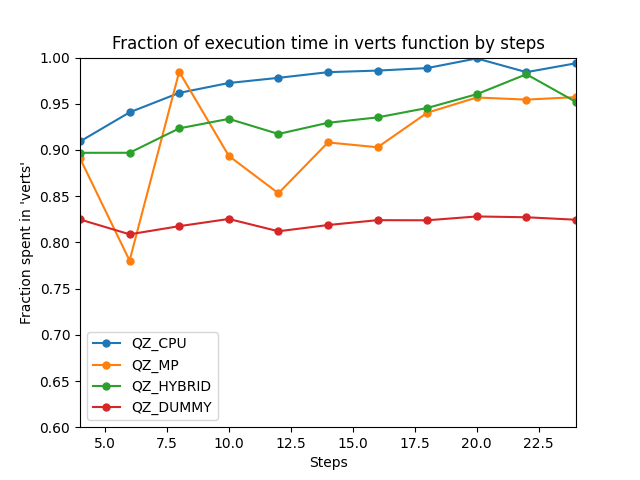 Fraction of execution time in verts function by steps
1.00
0.95
0.90
0.85
0.80
0.75
0.70
0.65
0.60
Fraction spent in 'verts'
QZ_CPU
QZ_MP
QZ_HYBRID
QZ_DUMMY
5.0 7.5 10.0 12.5 15.0 17.5 20.0 22.5
Steps